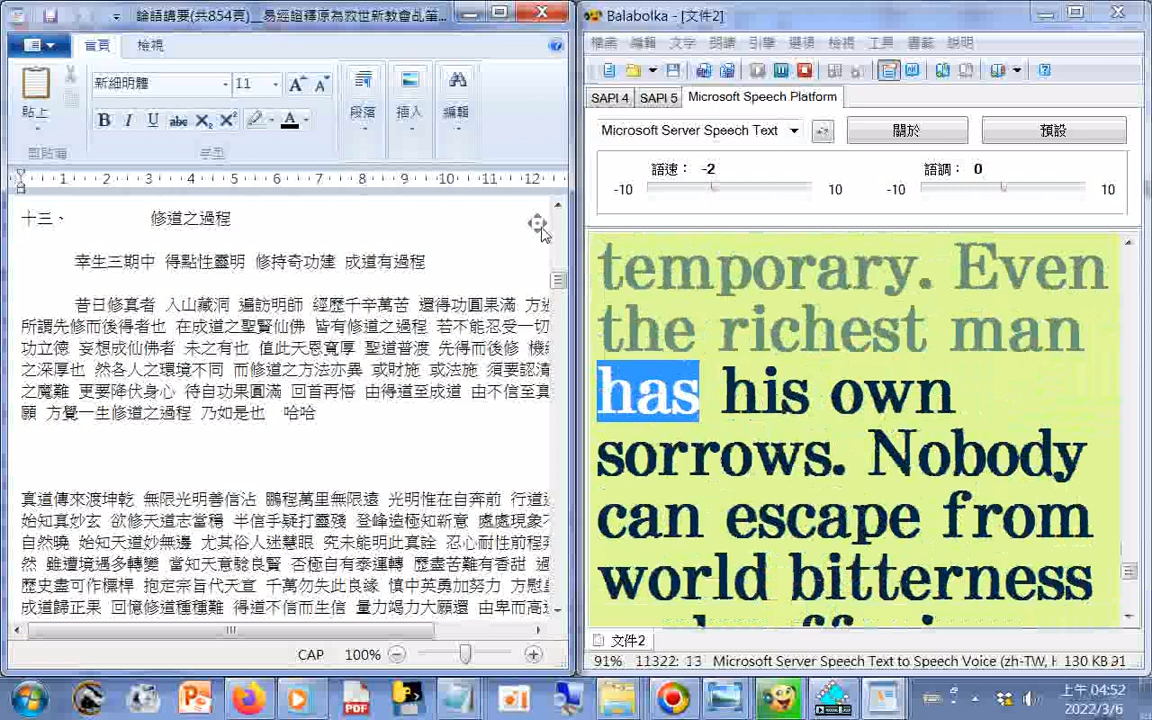 論語講要(共854頁)__易經證釋原為救世新教會乩筆...
首頁
檢視
新細明體
11
貼上
剪貼簿
字型
段落
插入
編輯
1 2 3 4 5 6 7 8 9 10 11 12
十三、 修道之過程
幸生三期中 得點性靈明 修持奇功建 成道有過程
昔日修真者 入山藏洞 遍訪明師 經歷千辛萬苦 還得功圓果滿 方
所謂先修而後得者也 在成道之聖賢仙佛 皆有修道之過程 若不能忍受一切
功立德 妄想成仙佛者 未之有也 值此天恩寬厚 聖道普渡 先得而後修 機
之深厚也 然各人之環境不同 而修道之方法亦異 或財施 或法施 須要認清
之魔難 更要降伏身心 待自功果圓滿 回首再悟 由得道至成道 由不信至真
願 方覺一生修道之過程 乃如是也 哈哈
真道傳來渡坤乾 無限光明善信沾 鵬程萬里無限遠 光明惟在自奔前 行道
始知真妙玄 欲修天道志當穩 半信半疑打靈殘 登峰造極知新意 處處現象
自然曉 始知天道妙無邊 尤其俗人迷慧眼 究未能明此真詮 忍心耐性前程
然 雖遭境遇多轉變 當知天意驗良賢 否極自有泰運轉 歷盡苦難有香甜
歷史盡可作標桿 抱定宗旨代天宣 千萬勿失此良緣 慎中英勇加努力 方慰
成道歸正果 回憶修道種種難 得道不信而生信 量力竭力大願還 由卑而高
CAP 100%
Balabolka - [文件2]
檔案 編輯 文字 朗讀 引擎 選項 檢視 工具 書籤 說明
SAPI 4 SAPI 5 Microsoft Speech Platform
Microsoft Server Speech Text
關於
預設
語速： -2
語調： 0
-10 10 -10 10
temporary. Even
the richest man
has his own
sorrows. Nobody
can escape from
world bitterness
文件2
91% 11322: 13 Microsoft Server Speech Text to Speech Voice (zh-TW, H 130 KB 91
上午 04:52
2022/3/6